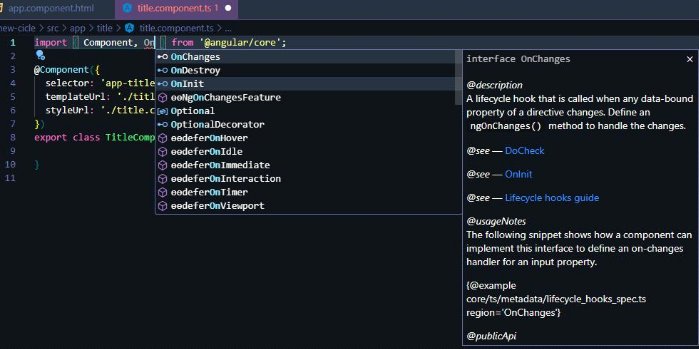 app.component.html
title.component.ts 1
new-cicle > src > app > title > title.component.ts > ...
1 import { Component, On } from '@angular/core';
2
3 @Component({
4 selector: 'app-title
5 templateUrl: './titl
6 styleUrl: './title.c
7 })
8 export class TitleComp
9
10 }
11
OnChanges
OnDestroy
OnInit
ɵɵNgOnChangesFeature
Optional
OptionalDecorator
ɵɵdeferOnHover
ɵɵdeferOnIdle
ɵɵdeferOnImmediate
ɵɵdeferOnInteraction
ɵɵdeferOnTimer
ɵɵdeferOnViewport
interface OnChanges
@description
A lifecycle hook that is called when any data-bound
property of a directive changes. Define an
ngOnChanges() method to handle the changes.
@see — DoCheck
@see — OnInit
@see — Lifecycle hooks guide
@usageNotes
The following snippet shows how a component can
implement this interface to define an on-changes
handler for an input property.
{@example
core/ts/metadata/lifecycle_hooks_spec.ts
region='OnChanges'}
@publicApi